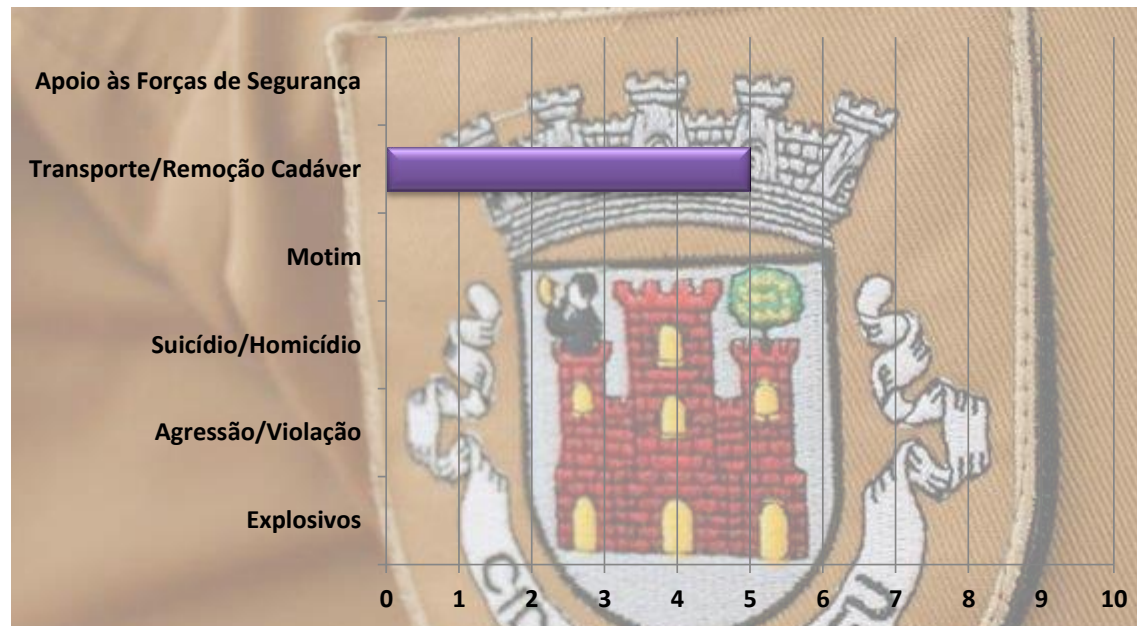 Apoio às Forças de Segurança
Transporte/Remoção Cadáver
Motim
Suicídio/Homicídio
Agressão/Violação
Explosivos
0 1 2 3 4 5 6 7 8 9 10